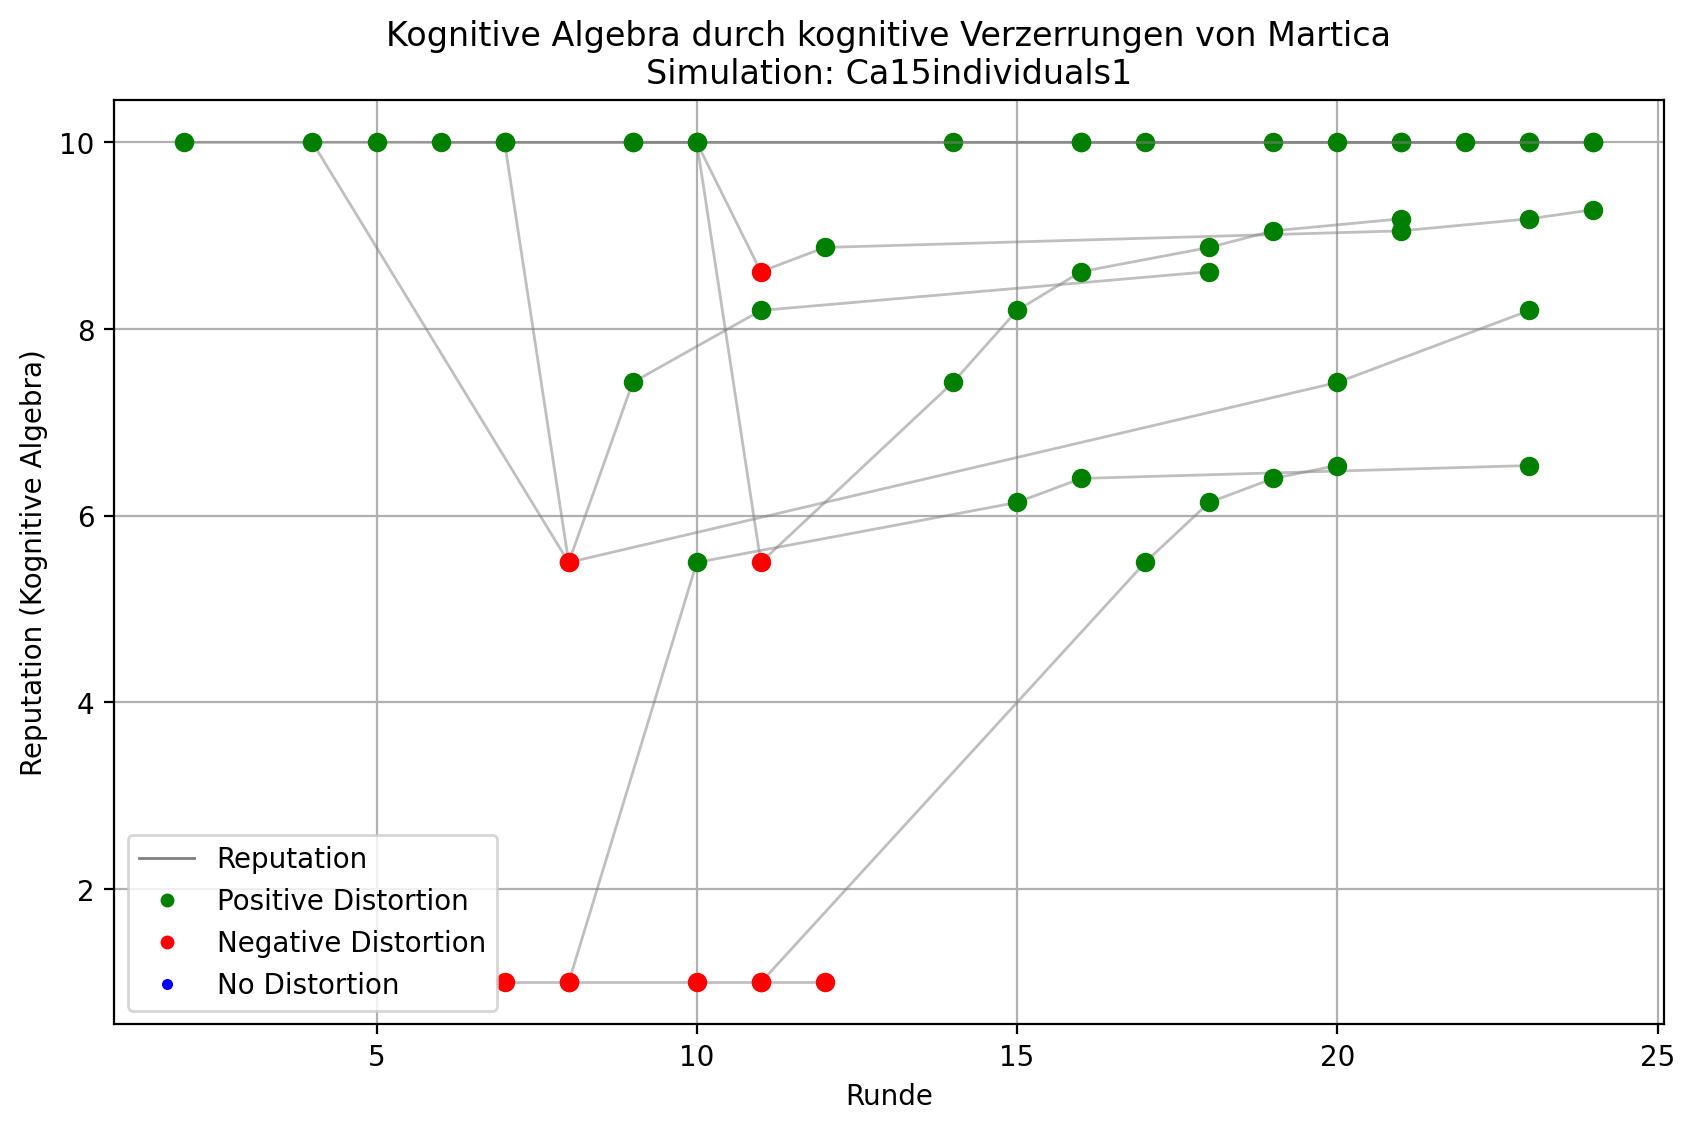 Kognitive Algebra durch kognitive Verzerrungen von Martica
Simulation: Ca15individuals1
Reputation (Kognitive Algebra)
10
8
6
4
2
Reputation
Positive Distortion
Negative Distortion
No Distortion
5
10
15
20
25
Runde